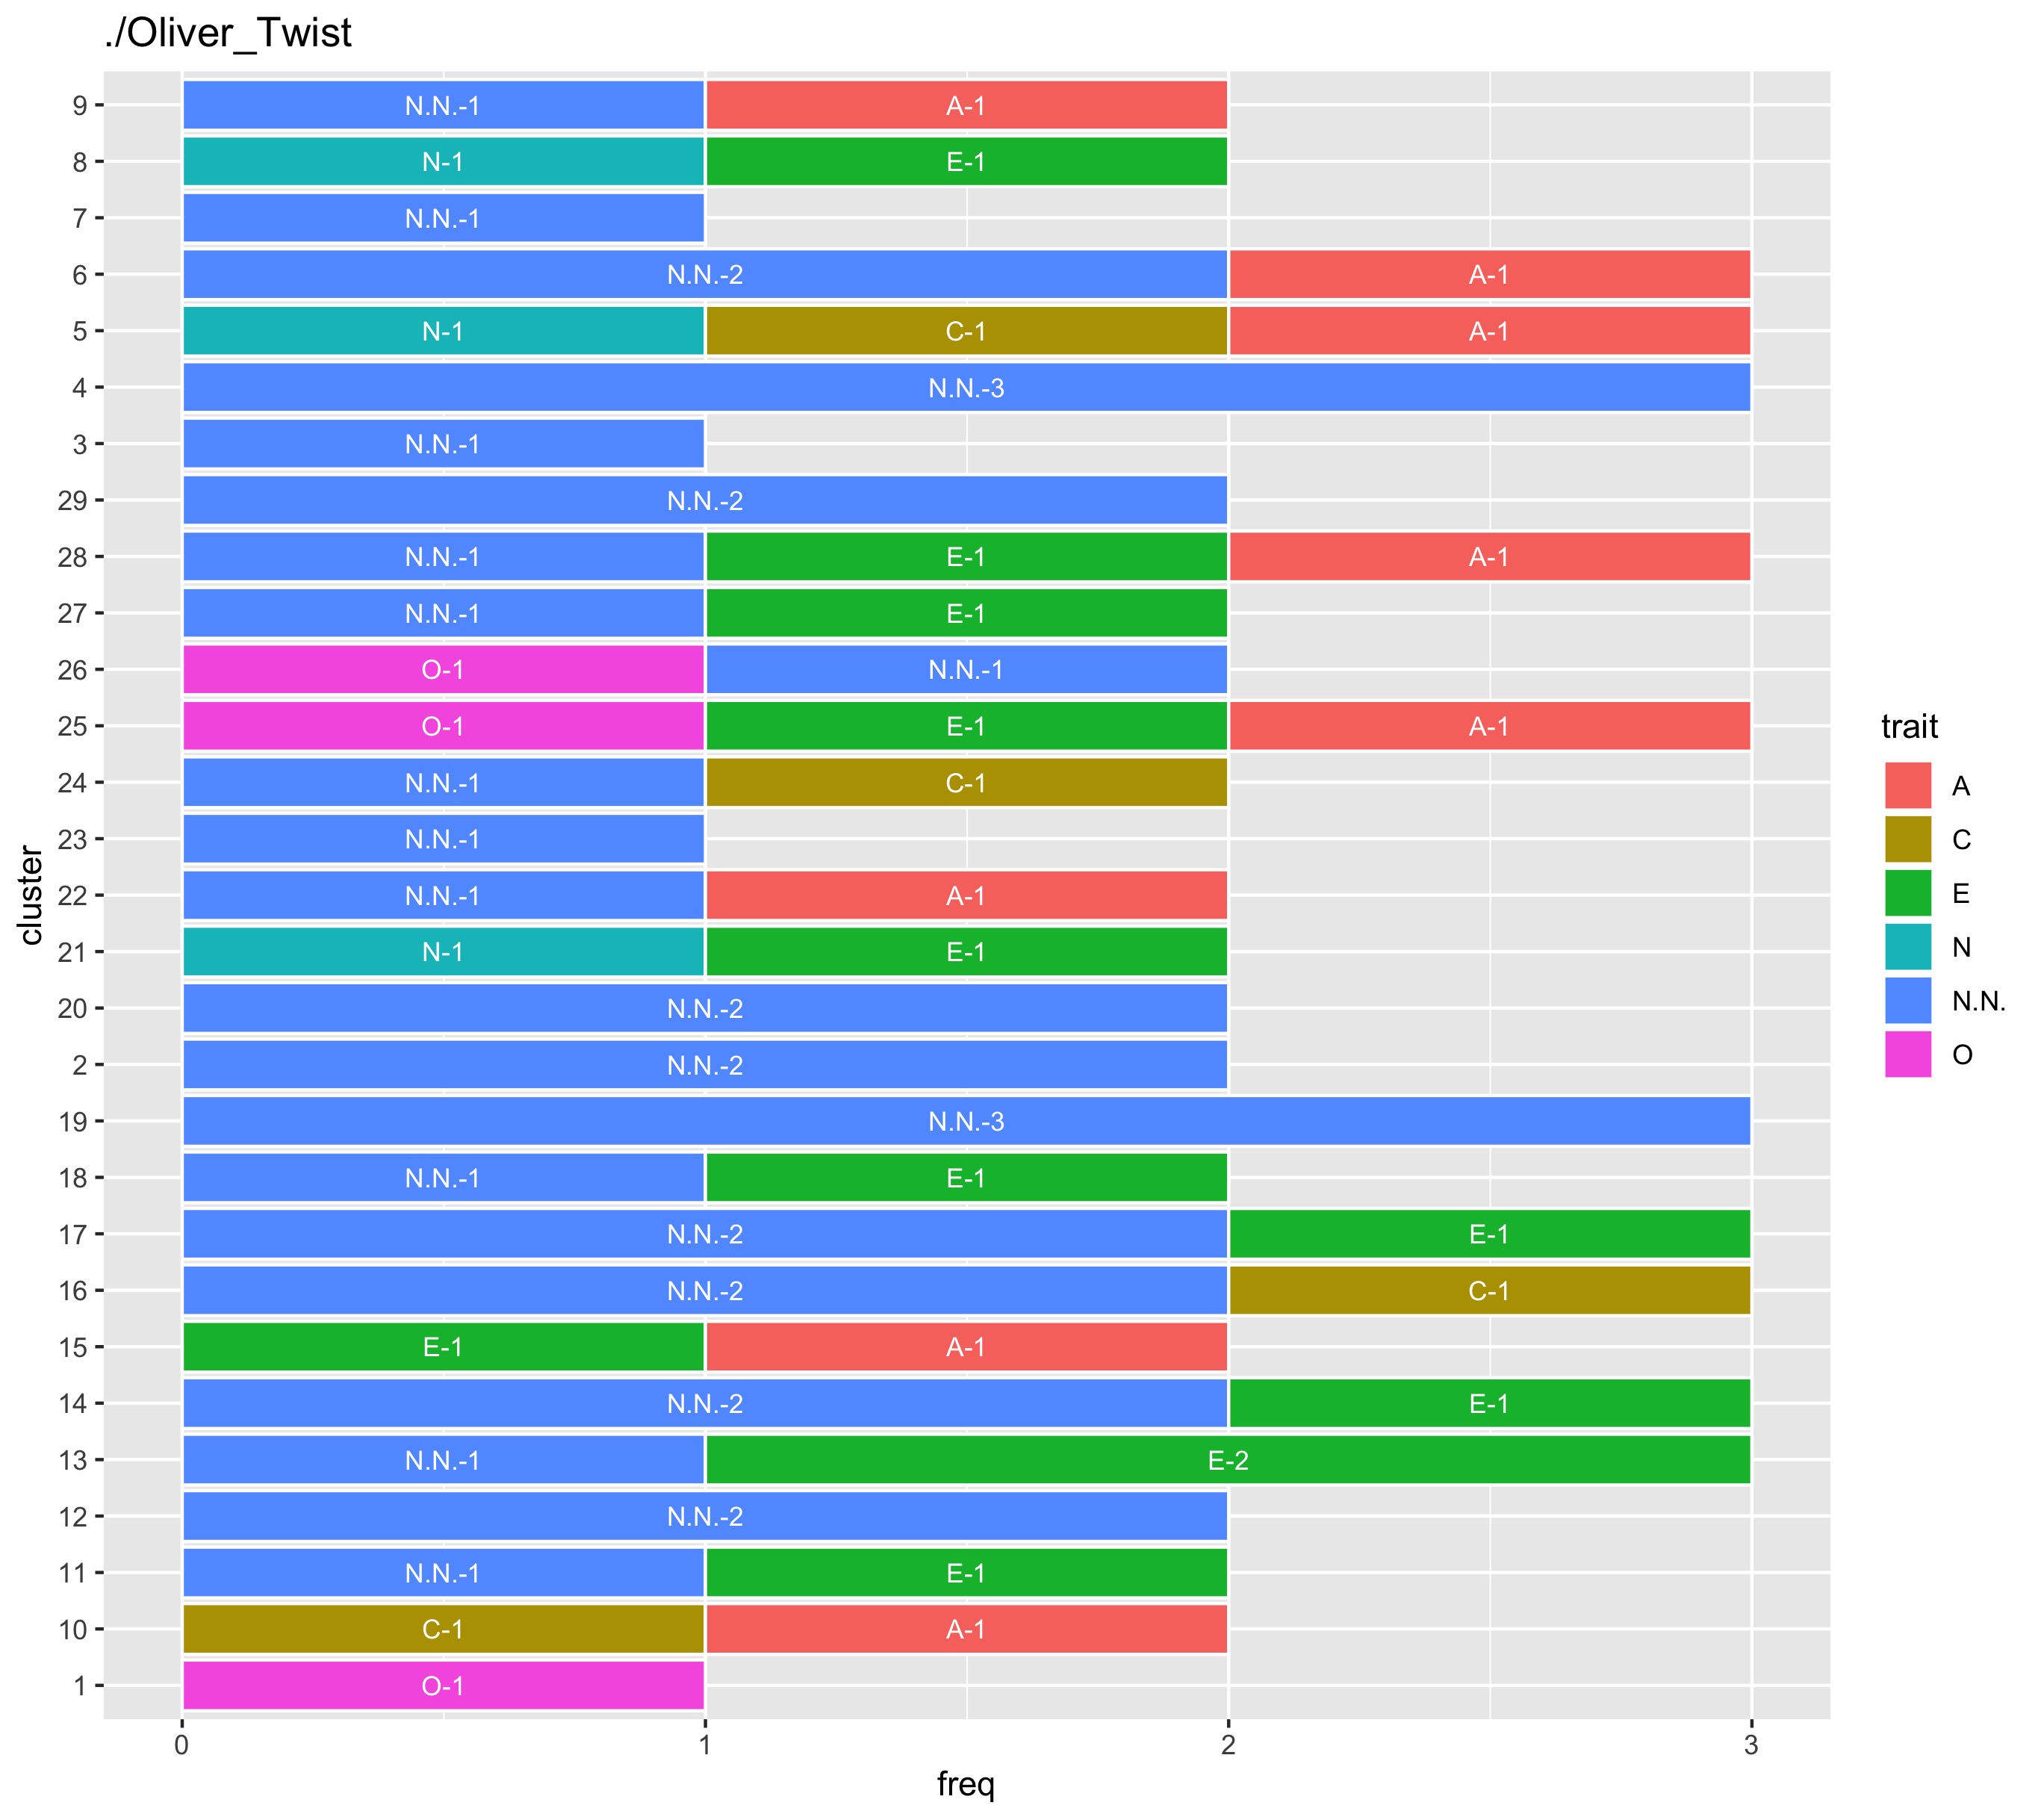 ./Oliver_Twist
9 N.N.-1 A-1
8 N-1 E-1
7 N.N.-1
6 N.N.-2 A-1
5 N-1 C-1 A-1
4 N.N.-3
3 N.N.-1
29 N.N.-2
28 N.N.-1 E-1 A-1
27 N.N.-1 E-1
26 O-1 N.N.-1
25 O-1 E-1 A-1
24 N.N.-1 C-1
23 N.N.-1
22 N.N.-1 A-1
21 N-1 E-1
20 N.N.-2
2 N.N.-2
19 N.N.-3
18 N.N.-1 E-1
17 N.N.-2 E-1
16 N.N.-2 C-1
15 E-1 A-1
14 N.N.-2 E-1
13 N.N.-1 E-2
12 N.N.-2
11 N.N.-1 E-1
10 C-1 A-1
1 O-1
0 1 2 3
freq
cluster
trait
A
C
E
N
N.N.
O